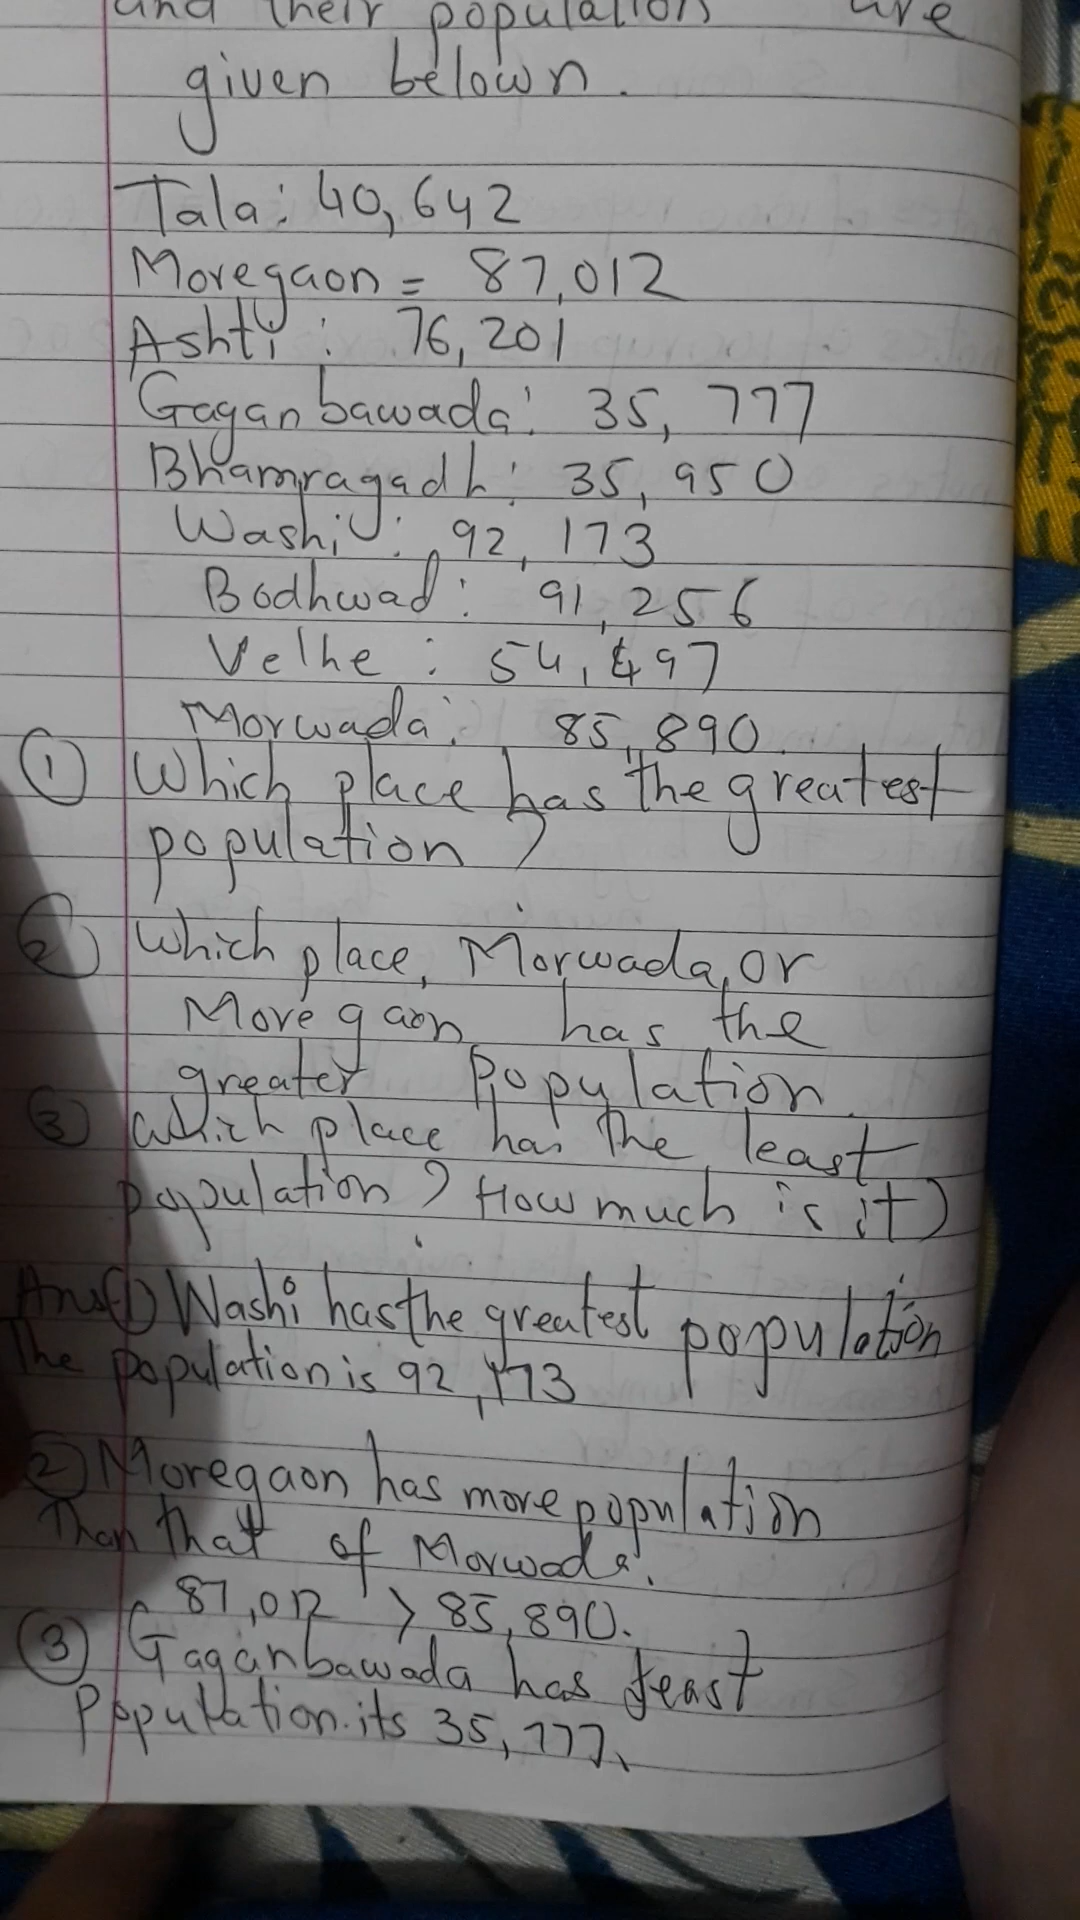 and their population are
given belown.
Tala: 40,642
Moregaon = 87,012
Ashti : 76,201
Gaganbawada: 35,777
Bhamragadh: 35,950
Washi: 92,173
Bodhwad: 91,256
Velhe : 54,497
Morwada: 85,890.
① Which place has the greatest
population?
② Which place, Morwada, or
Moregaon has the
greater Population.
③ Which place has the least
population? How much is it?
Ans① Washi has the greatest population
The population is 92,173
② Moregaon has more population
Than that of Morwada.
87,012 > 85,890.
③ Gaganbawada has least
Population. its 35,777.